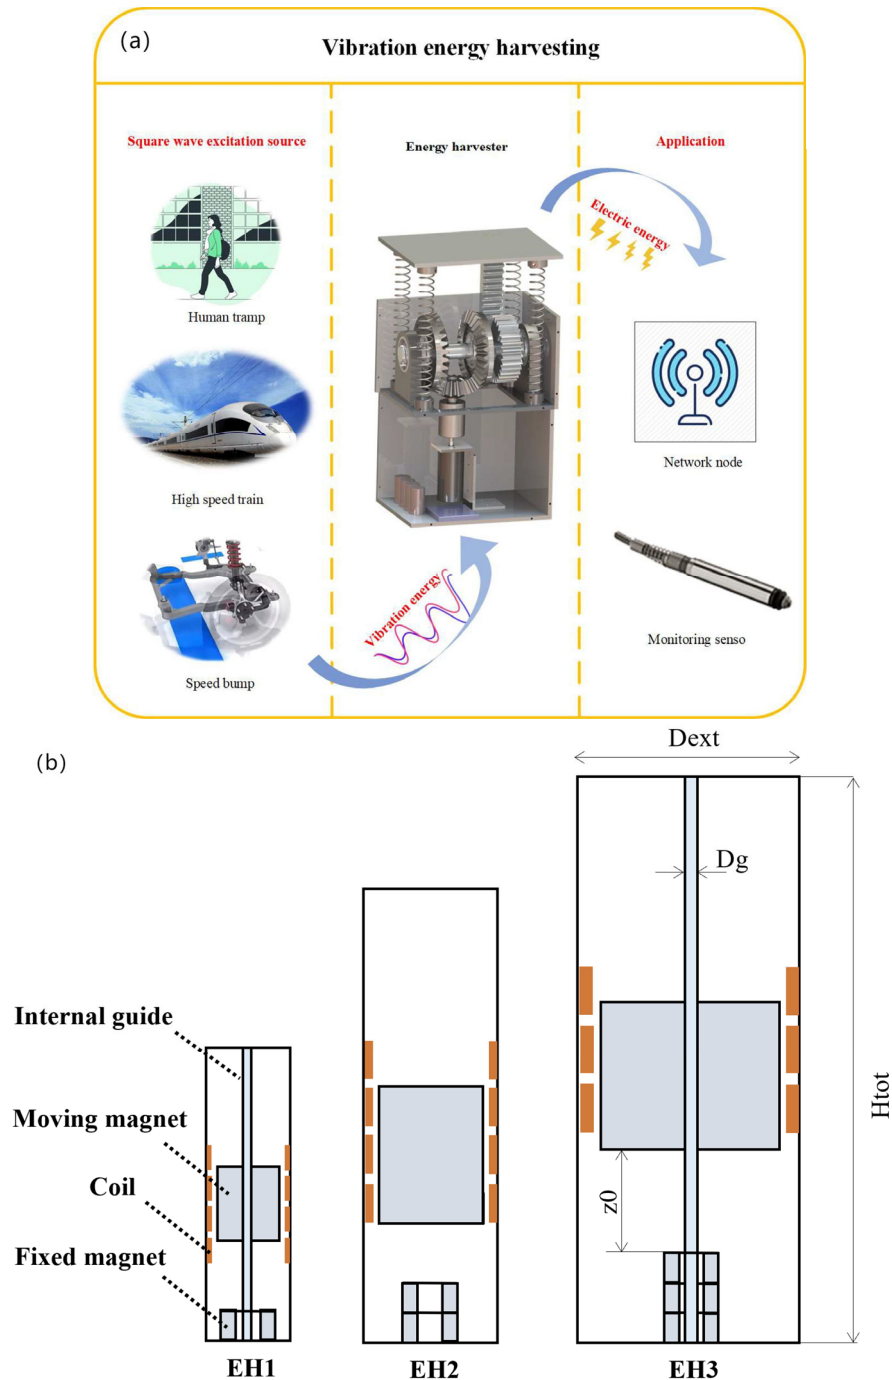 (a)
Vibration energy harvesting
Square wave excitation source
Energy harvester
Application
Human tramp
High speed train
Speed bump
Vibration energy
Electric energy
Network node
Monitoring senso
(b)
Dext
Dg
Internal guide
Moving magnet
Coil
Fixed magnet
z0
Htot
EH1
EH2
EH3